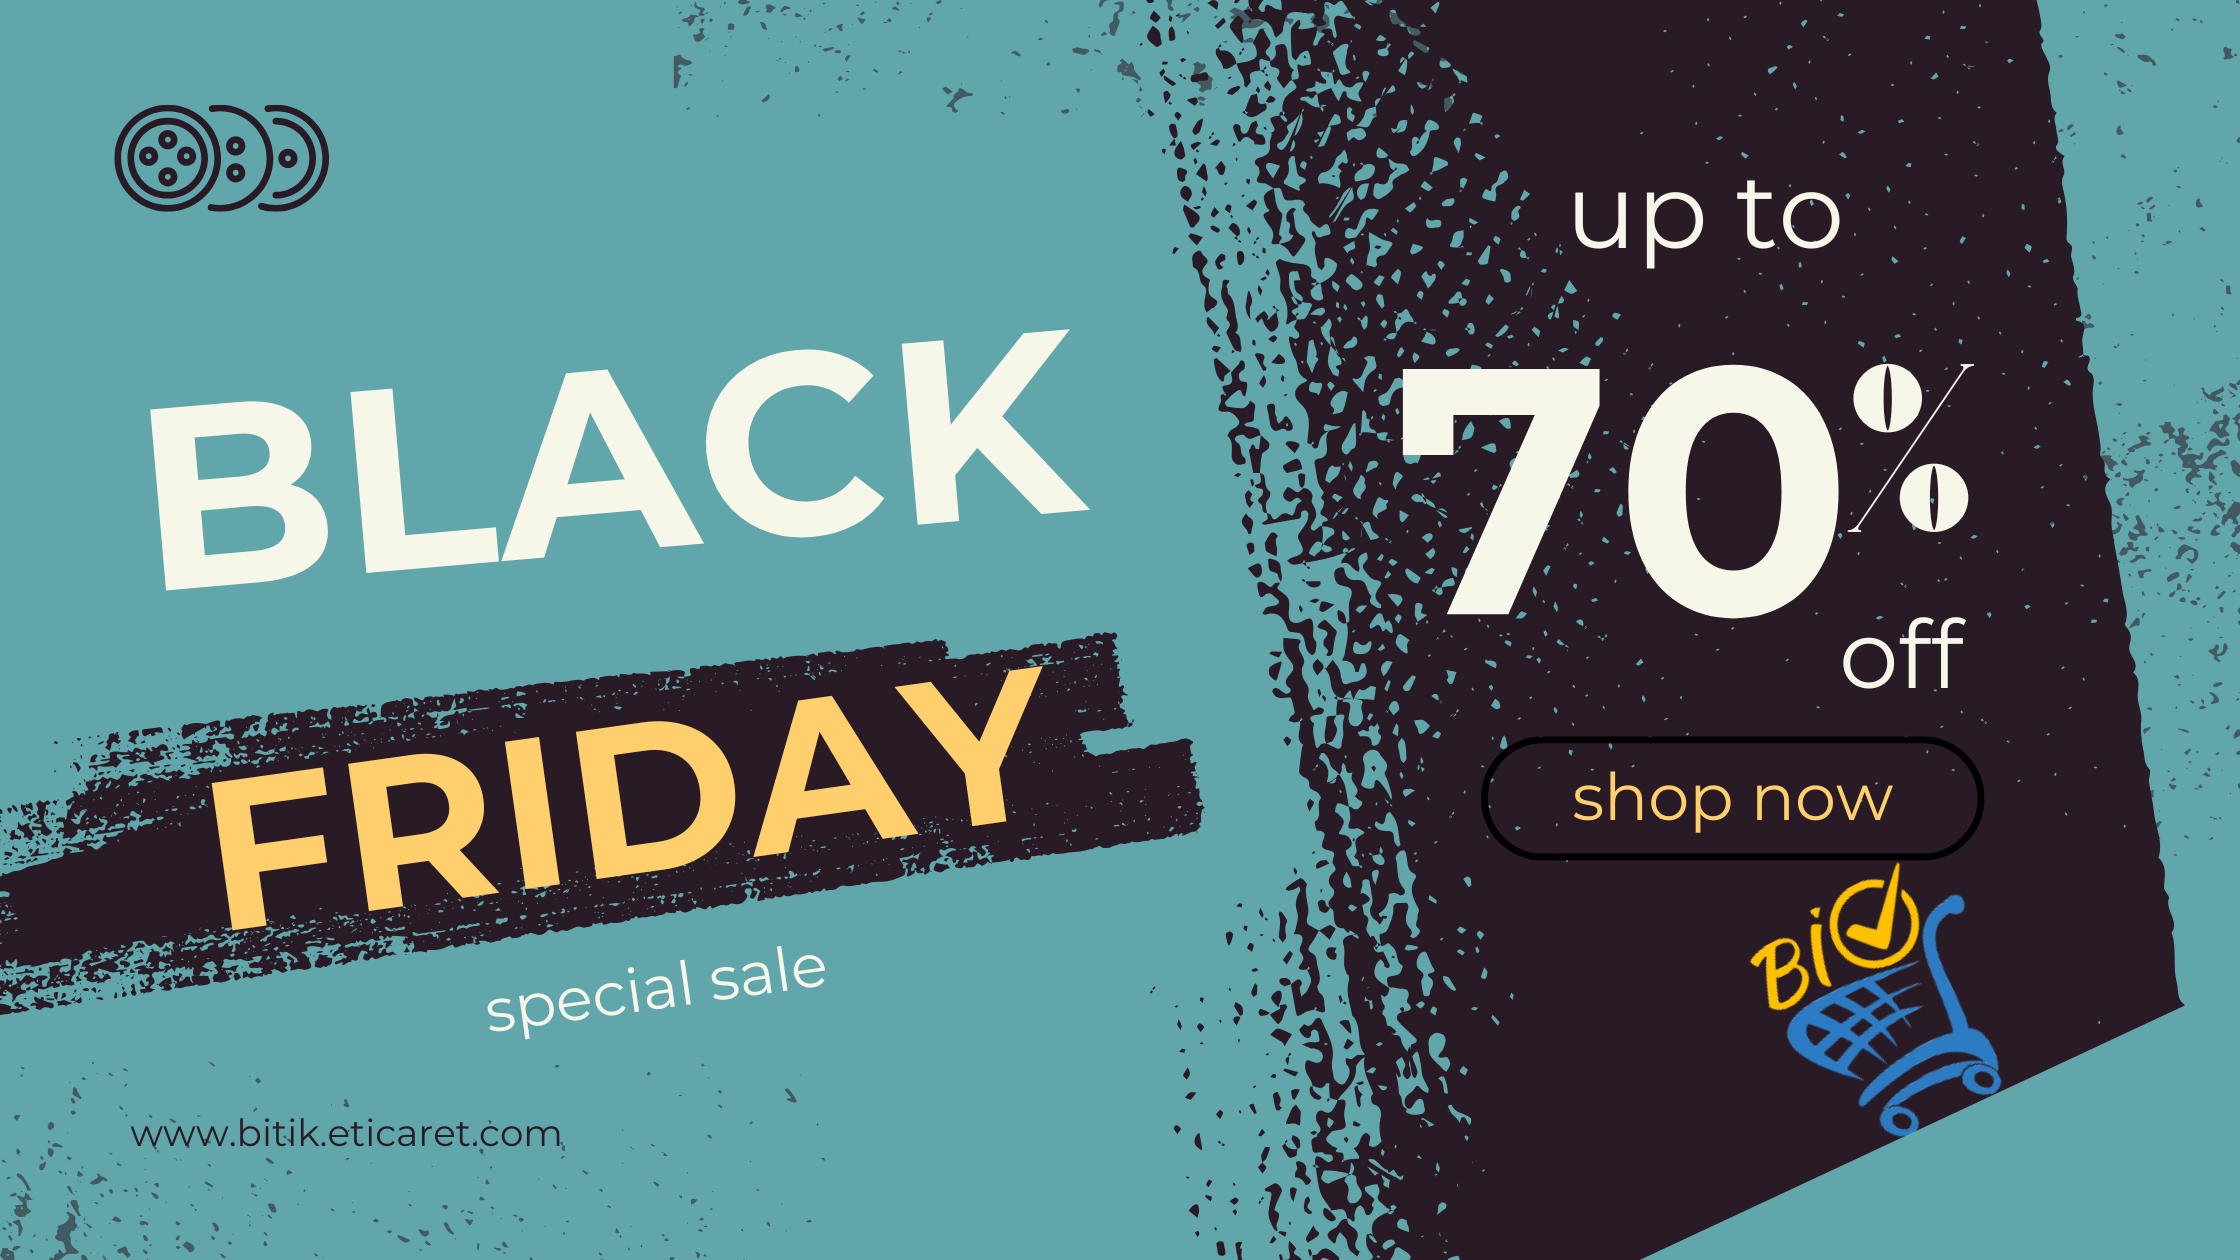 BLACK
FRIDAY
special sale
www.bitik.eticaret.com
up to
70%
off
shop now
Bi